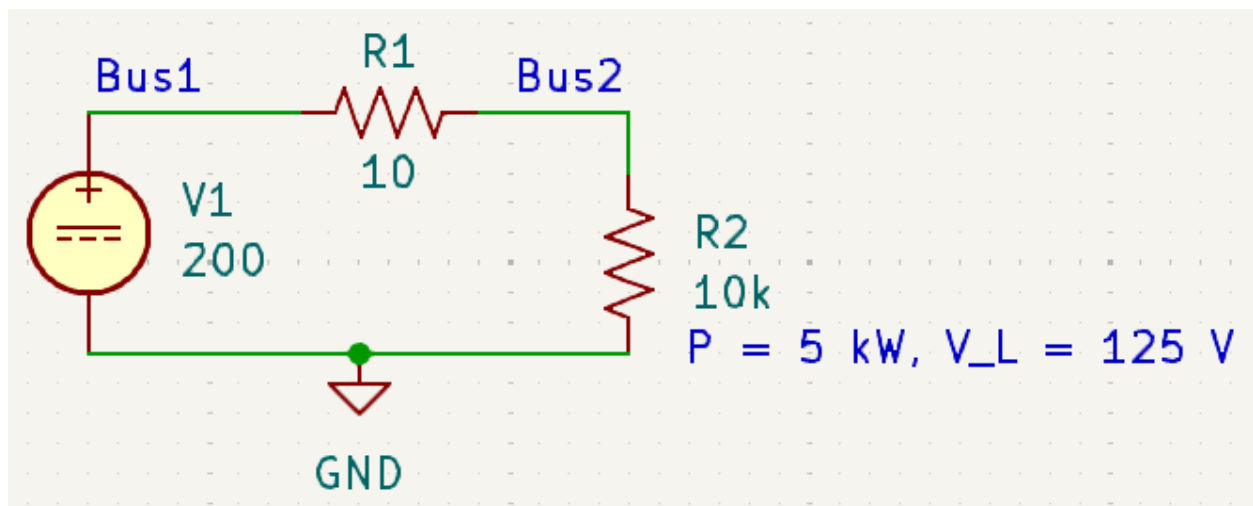 R1
Bus1
Bus2
10
V1
200
R2
10k
P = 5 kW, V_L = 125 V
GND